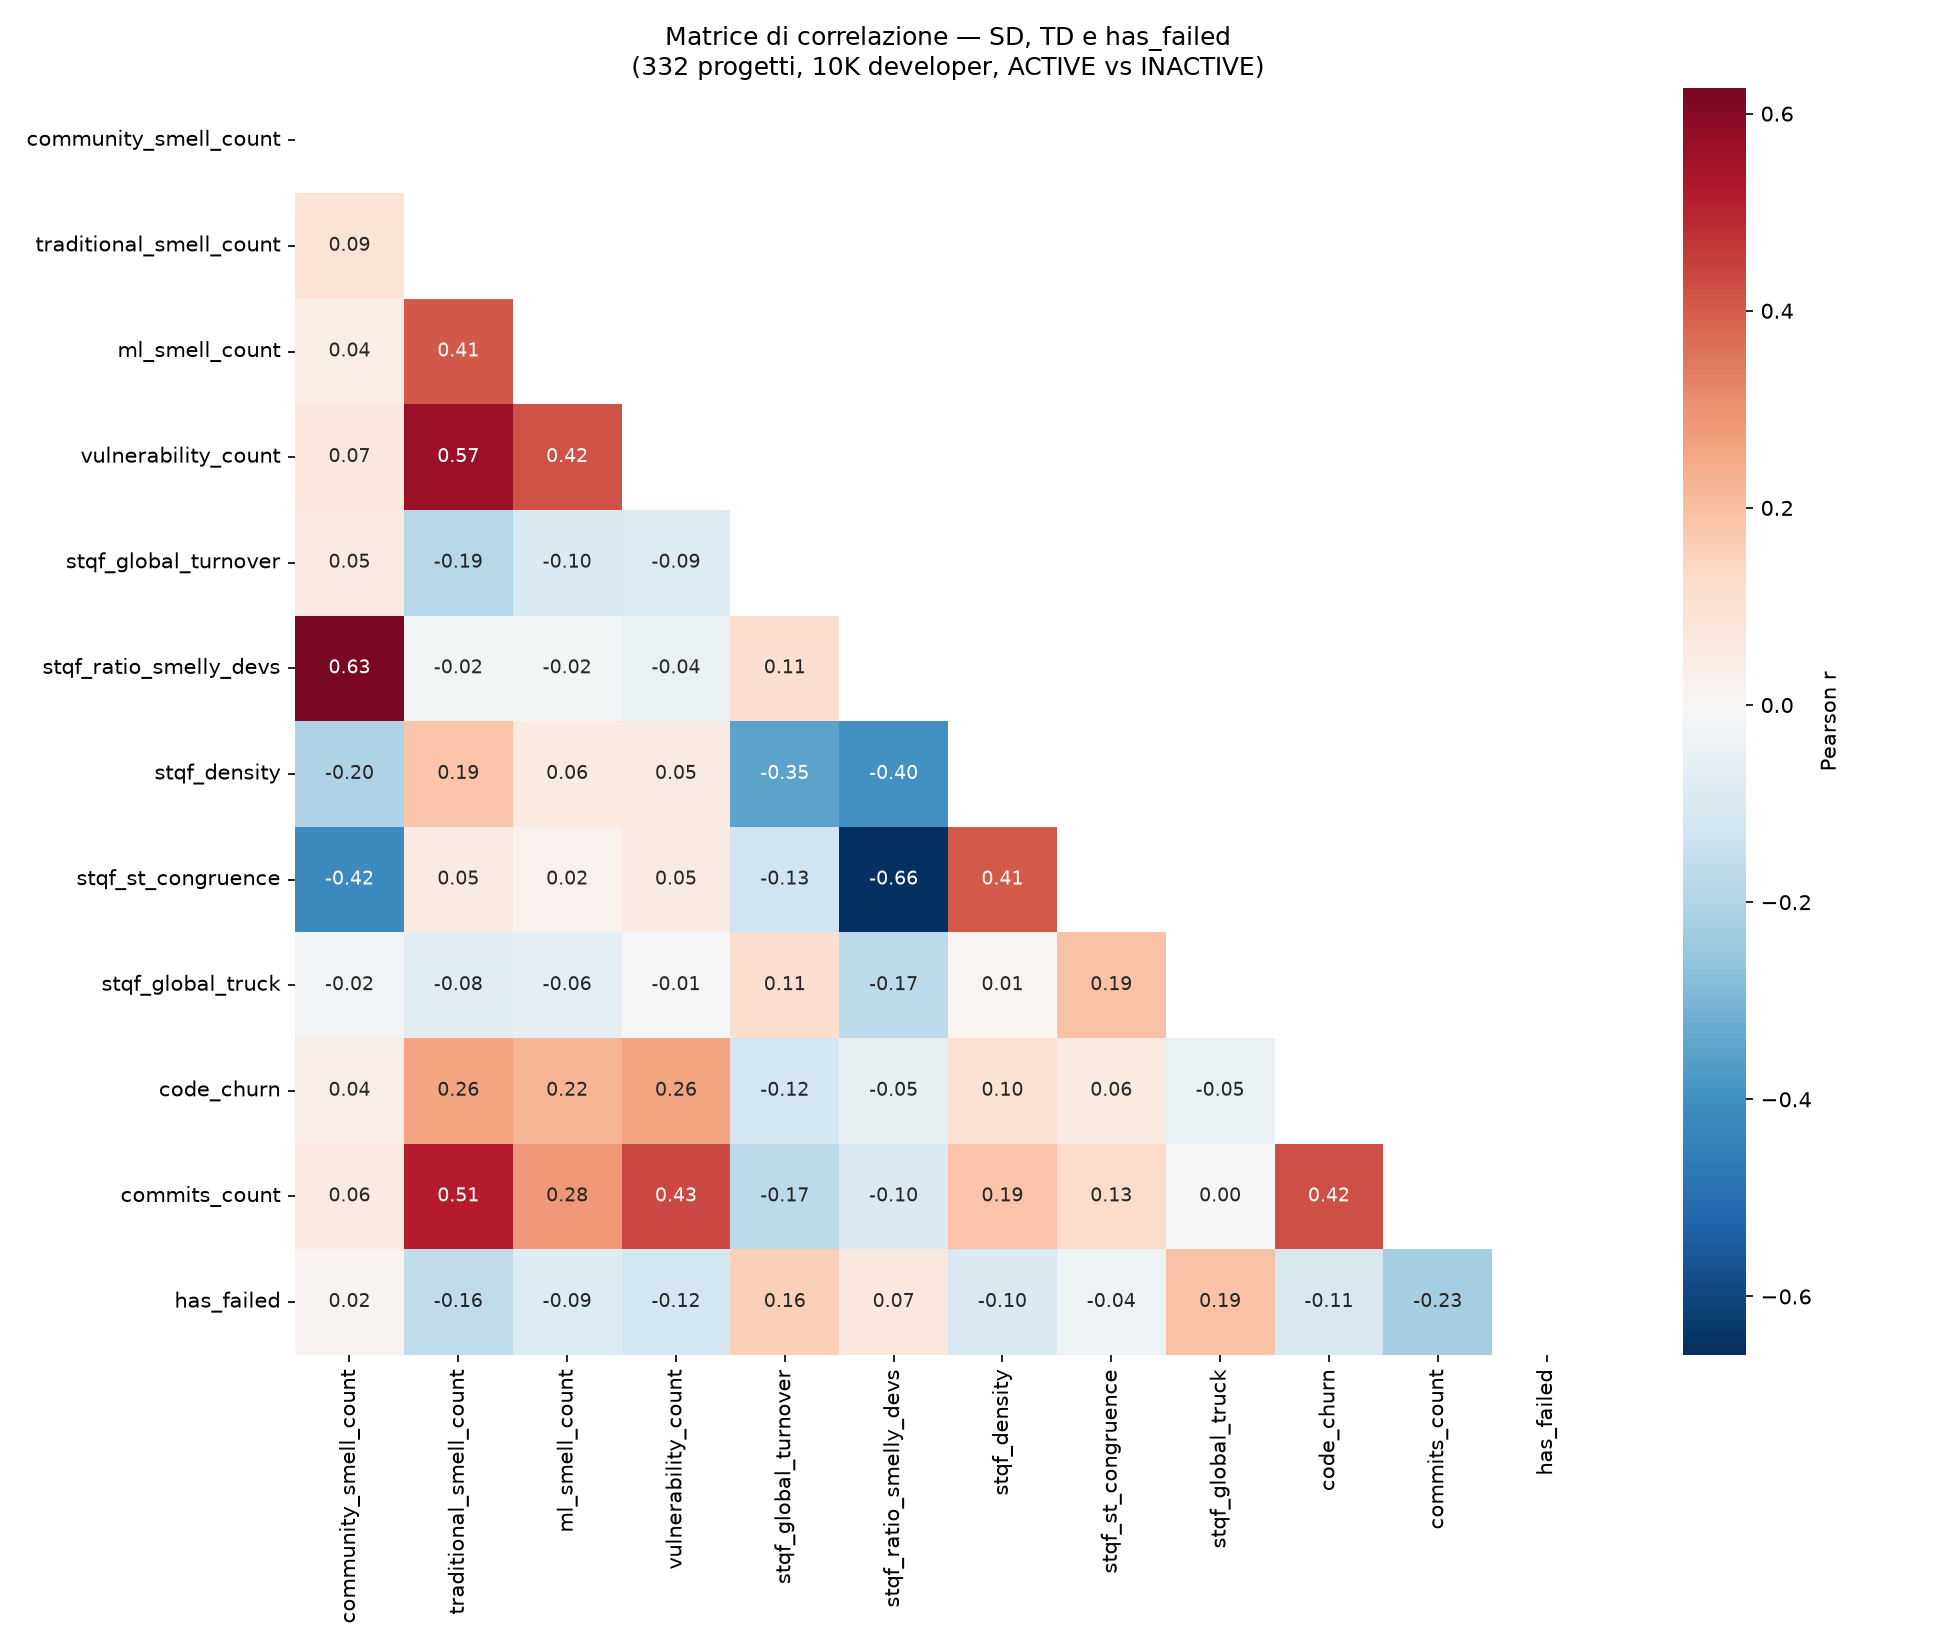 Matrice di correlazione — SD, TD e has_failed
(332 progetti, 10K developer, ACTIVE vs INACTIVE)
community_smell_count
traditional_smell_count 0.09
ml_smell_count 0.04 0.41
vulnerability_count 0.07 0.57 0.42
stqf_global_turnover 0.05 -0.19 -0.10 -0.09
stqf_ratio_smelly_devs 0.63 -0.02 -0.02 -0.04 0.11
stqf_density -0.20 0.19 0.06 0.05 -0.35 -0.40
stqf_st_congruence -0.42 0.05 0.02 0.05 -0.13 -0.66 0.41
stqf_global_truck -0.02 -0.08 -0.06 -0.01 0.11 -0.17 0.01 0.19
code_churn 0.04 0.26 0.22 0.26 -0.12 -0.05 0.10 0.06 -0.05
commits_count 0.06 0.51 0.28 0.43 -0.17 -0.10 0.19 0.13 0.00 0.42
has_failed 0.02 -0.16 -0.09 -0.12 0.16 0.07 -0.10 -0.04 0.19 -0.11 -0.23
community_smell_count
traditional_smell_count
ml_smell_count
vulnerability_count
stqf_global_turnover
stqf_ratio_smelly_devs
stqf_density
stqf_st_congruence
stqf_global_truck
code_churn
commits_count
has_failed
0.6
0.4
0.2
0.0
−0.2
−0.4
−0.6
Pearson r